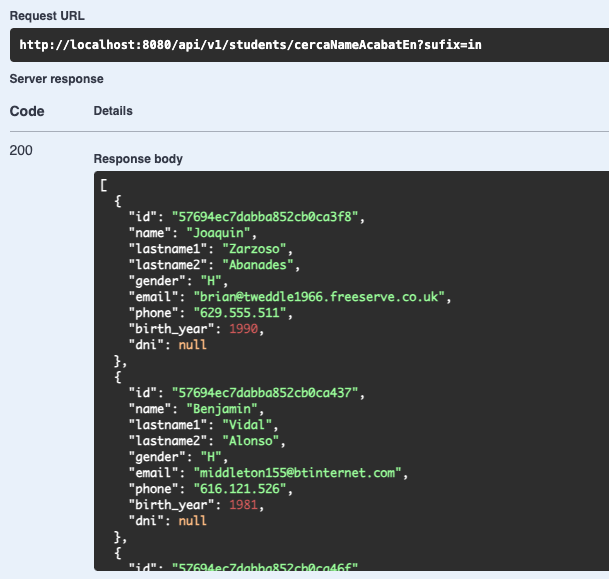 Request URL
http://localhost:8080/api/v1/students/cercaNameAcabatEn?sufix=in
Server response
Code Details
200
Response body
[
  {
    "id": "57694ec7dabba852cb0ca3f8",
    "name": "Joaquin",
    "lastname1": "Zarzoso",
    "lastname2": "Abanades",
    "gender": "H",
    "email": "brian@tweddle1966.freeserve.co.uk",
    "phone": "629.555.511",
    "birth_year": 1990,
    "dni": null
  },
  {
    "id": "57694ec7dabba852cb0ca437",
    "name": "Benjamin",
    "lastname1": "Vidal",
    "lastname2": "Alonso",
    "gender": "H",
    "email": "middleton155@btinternet.com",
    "phone": "616.121.526",
    "birth_year": 1981,
    "dni": null
  },
  {
    "id": "57694ec7dabba852cb0ca46f"